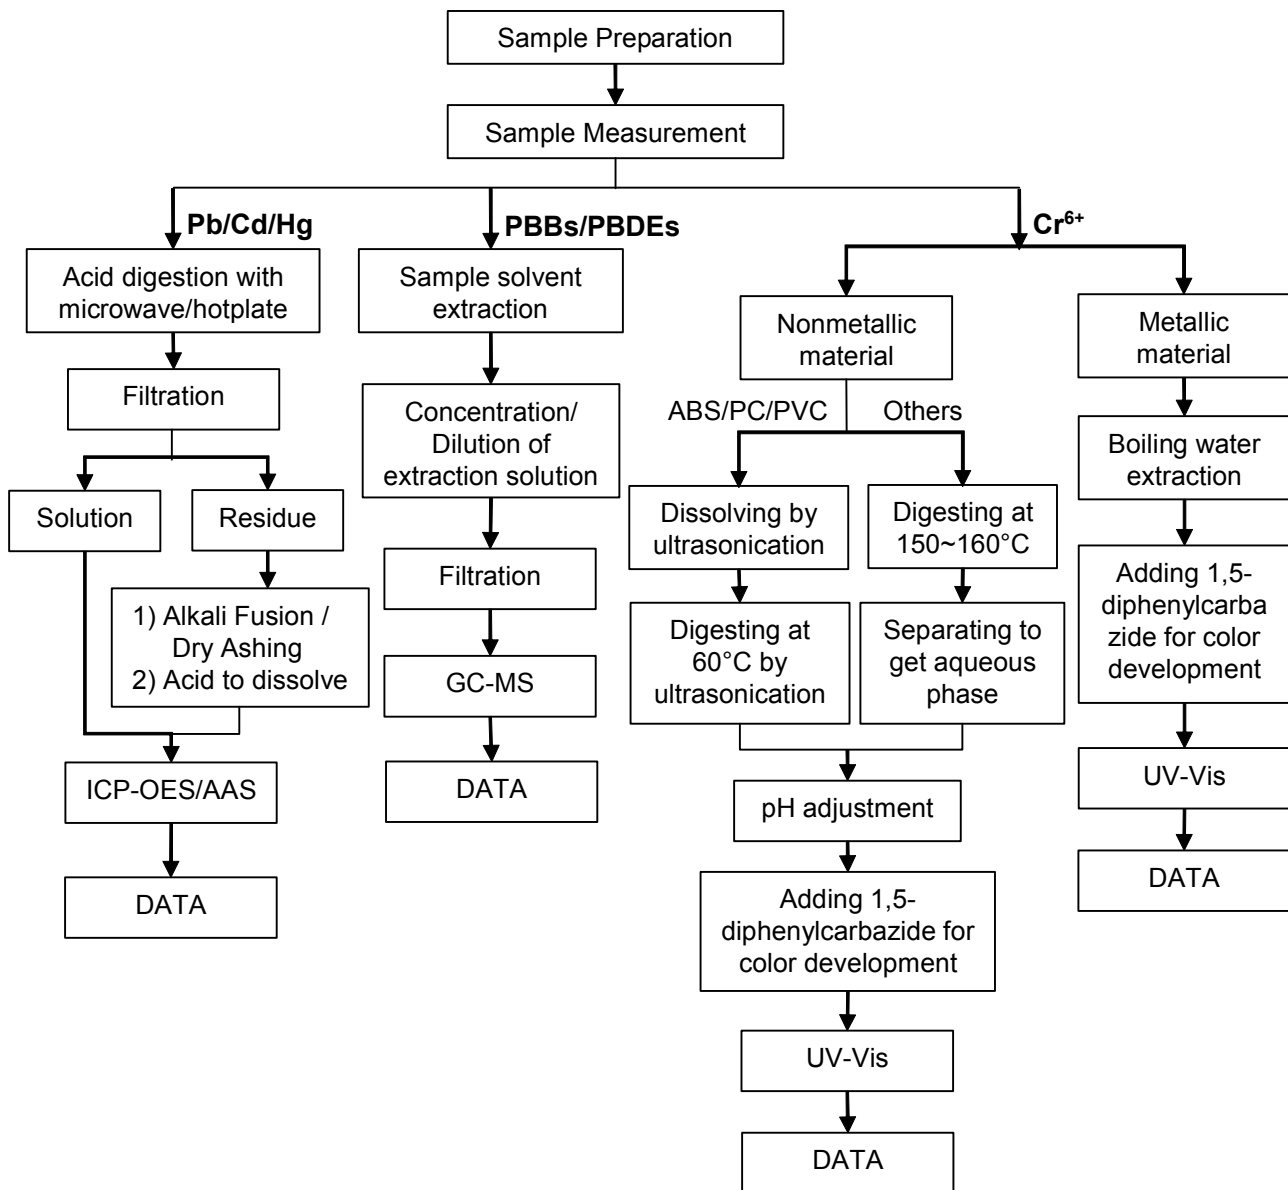 Sample Preparation
Sample Measurement
Pb/Cd/Hg
Acid digestion with
microwave/hotplate
Filtration
Solution
Residue
1) Alkali Fusion /
Dry Ashing
2) Acid to dissolve
ICP-OES/AAS
DATA
PBBs/PBDEs
Sample solvent
extraction
Concentration/
Dilution of
extraction solution
Filtration
GC-MS
DATA
Cr⁶⁺
Nonmetallic
material
ABS/PC/PVC
Others
Dissolving by
ultrasonication
Digesting at
60°C by
ultrasonication
Digesting at
150~160°C
Separating to
get aqueous
phase
pH adjustment
Adding 1,5-
diphenylcarbazide for
color development
UV-Vis
DATA
Metallic
material
Boiling water
extraction
Adding 1,5-
diphenylcarba
zide for color
development
UV-Vis
DATA